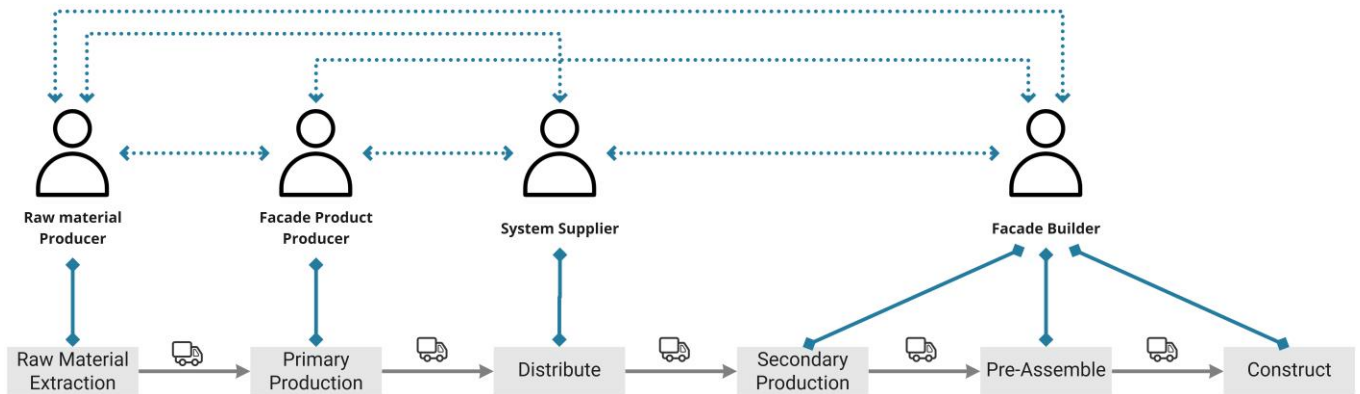 Raw material
Producer
Facade Product
Producer
System Supplier
Facade Builder
Raw Material
Extraction
Primary
Production
Distribute
Secondary
Production
Pre-Assemble
Construct